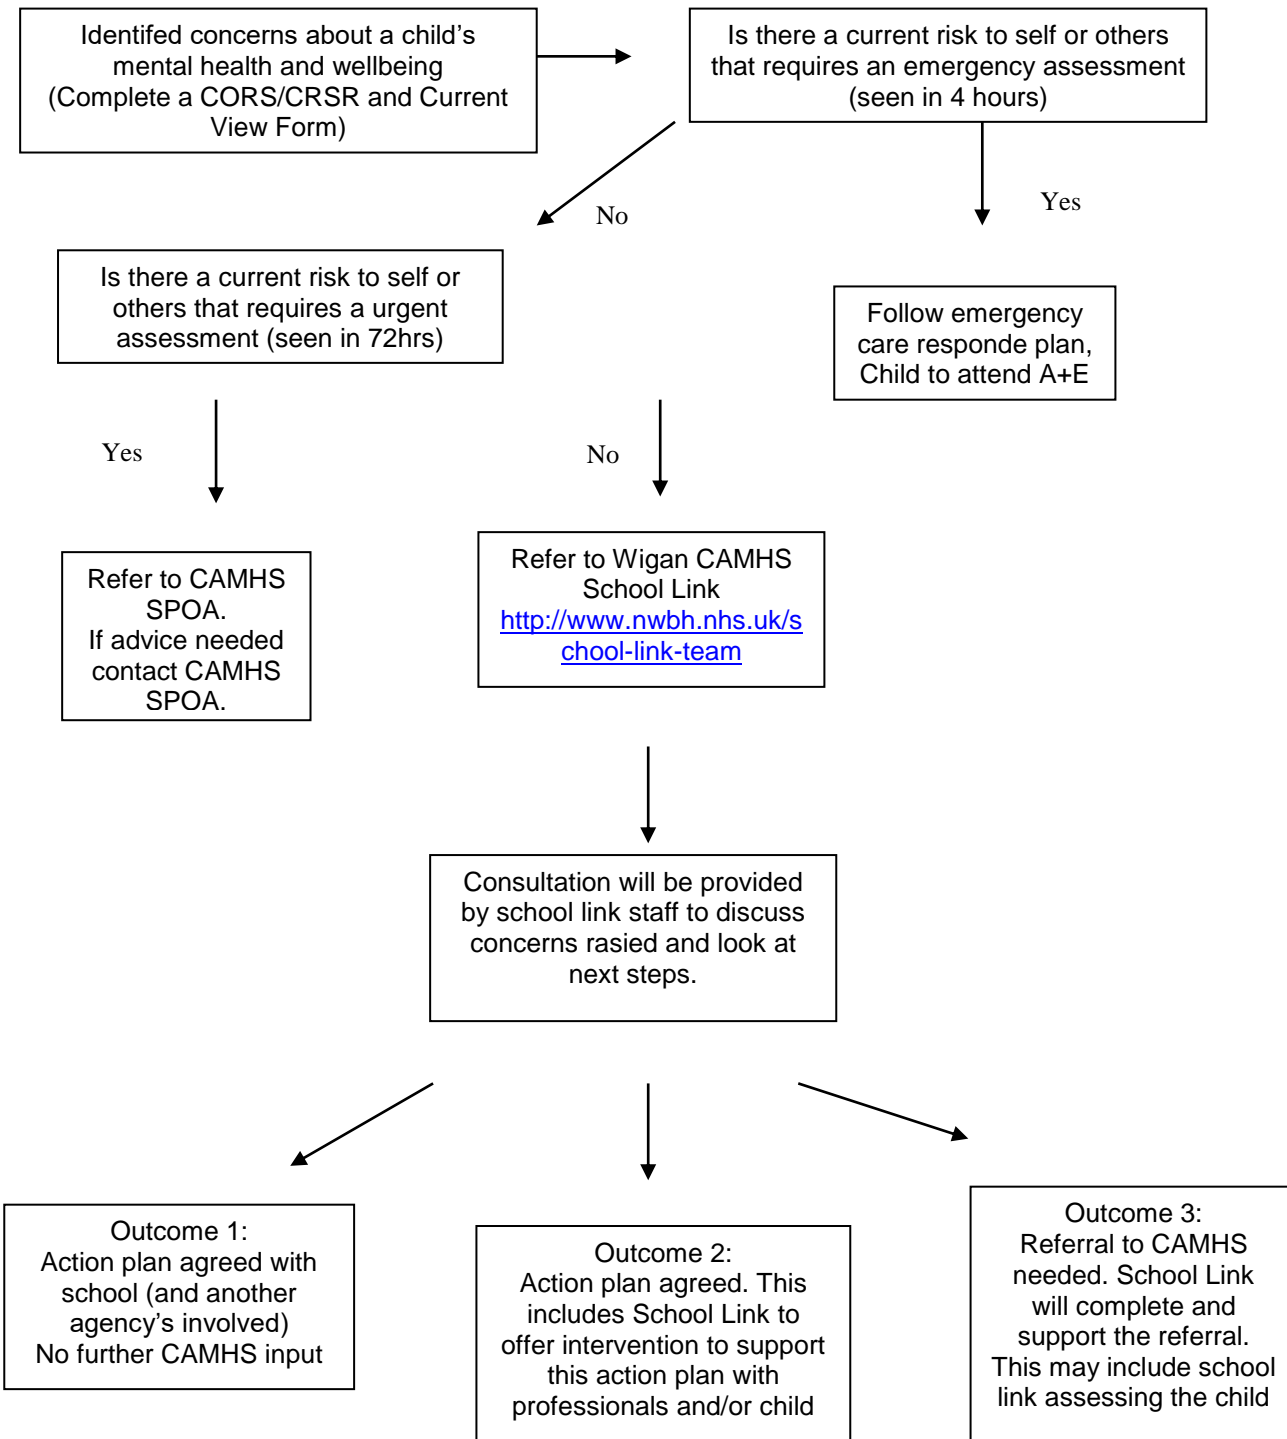 Identifed concerns about a child's
mental health and wellbeing
(Complete a CORS/CRSR and Current
View Form)
Is there a current risk to self or others
that requires an emergency assessment
(seen in 4 hours)
No
Yes
Is there a current risk to self or
others that requires a urgent
assessment (seen in 72hrs)
Follow emergency
care responde plan,
Child to attend A+E
Yes
No
Refer to CAMHS
SPOA.
If advice needed
contact CAMHS
SPOA.
Refer to Wigan CAMHS
School Link
http://www.nwbh.nhs.uk/s
chool-link-team
Consultation will be provided
by school link staff to discuss
concerns rasied and look at
next steps.
Outcome 1:
Action plan agreed with
school (and another
agency's involved)
No further CAMHS input
Outcome 2:
Action plan agreed. This
includes School Link to
offer intervention to support
this action plan with
professionals and/or child
Outcome 3:
Referral to CAMHS
needed. School Link
will complete and
support the referral.
This may include school
link assessing the child